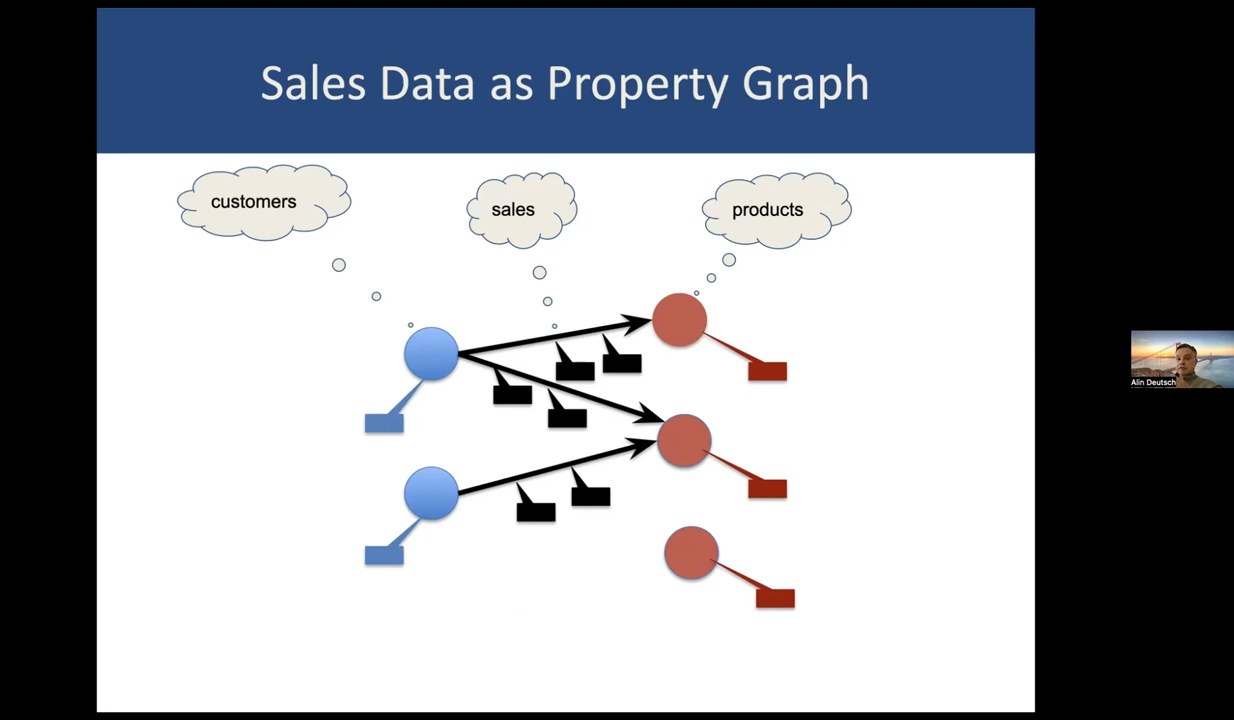 Sales Data as Property Graph
customers
sales
products
Alin Deutsch